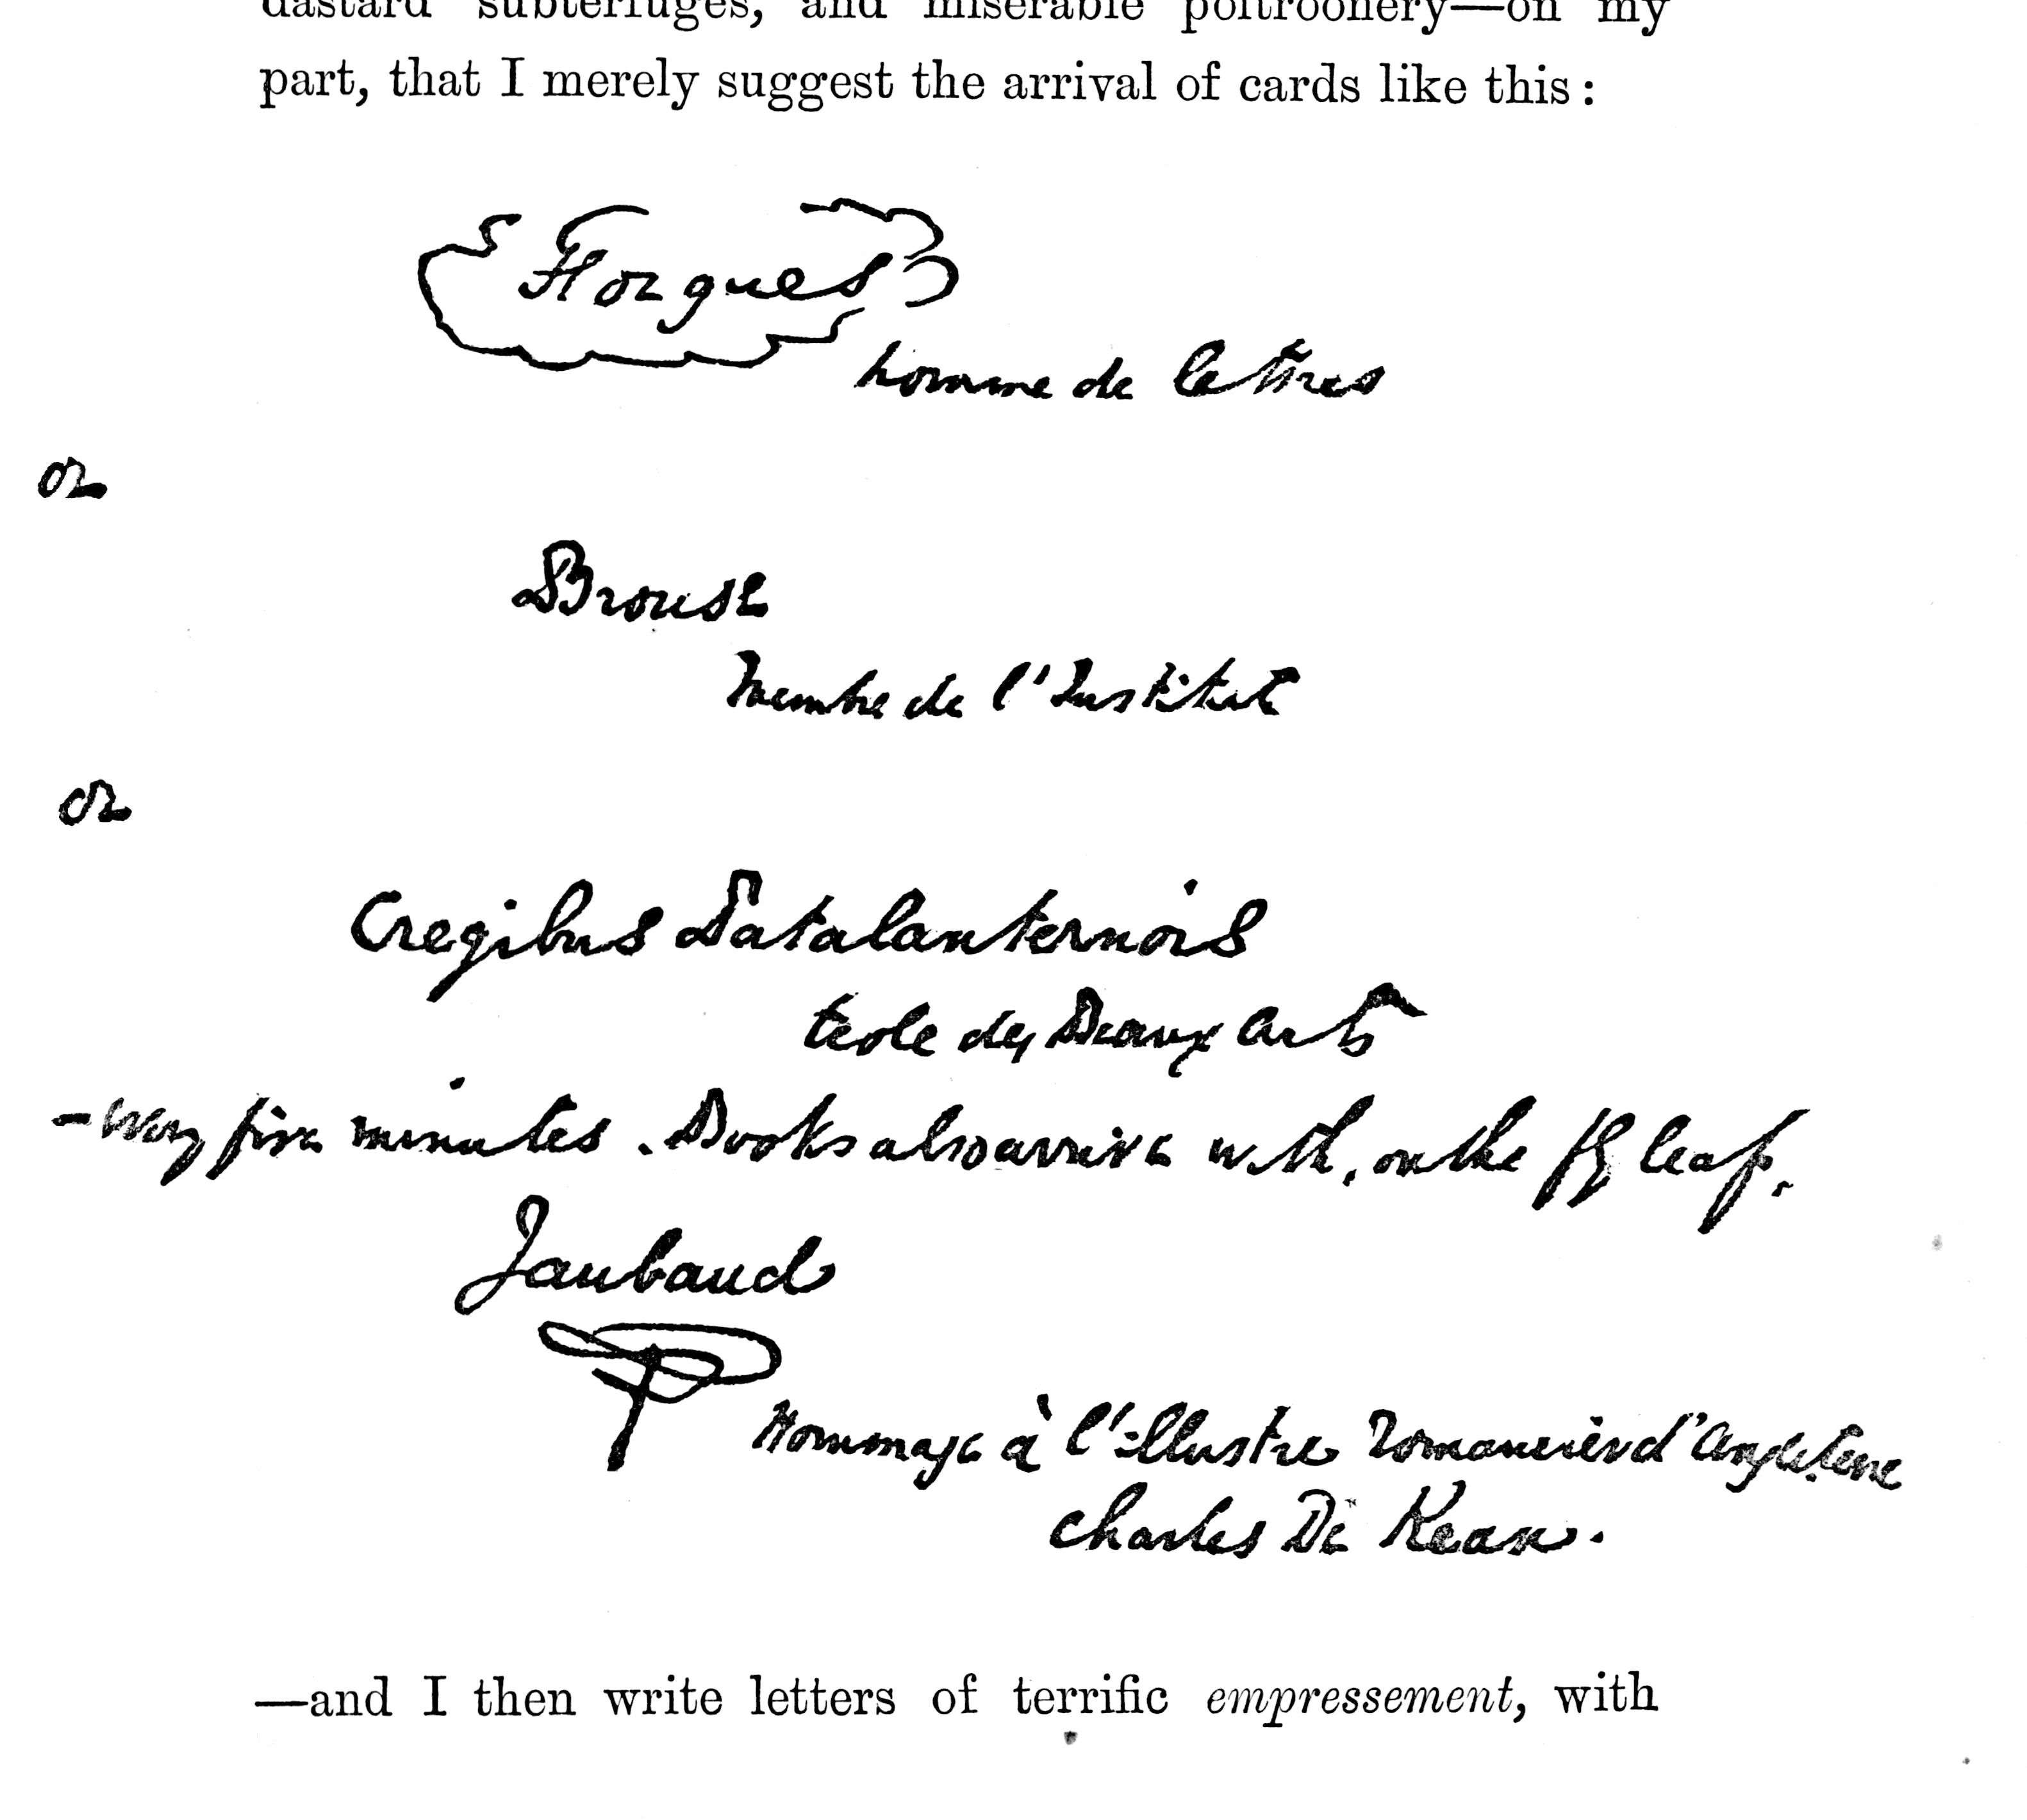 dastard subterfuges, and miserable poltroonery—on my
part, that I merely suggest the arrival of cards like this:
Forgues
homme de lettres
or
Brouse
Membre de l'Institut
or
Cregibus Patalanternois
Ecole des Beaux Arts
—every five minutes. Books also arrive with, on the fly leaf,
Jaubaud
Hommage à l'illustre Romancier d'Angleterre
Charles De Kean.
—and I then write letters of terrific empressement, with